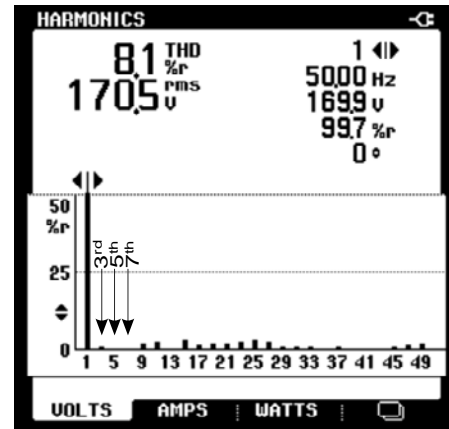 HARMONICS
8.1 THD %r
170.5 rms V
1
50.00 Hz
169.9 V
99.7 %r
0 °
50
%r
3rd 5th 7th
25
0
1 5 9 13 17 21 25 29 33 37 41 45 49
VOLTS AMPS WATTS